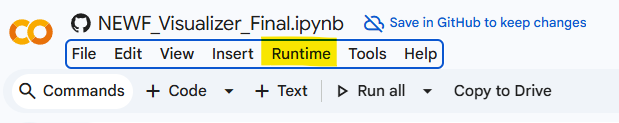 NEWF_Visualizer_Final.ipynb Save in GitHub to keep changes
File Edit View Insert Runtime Tools Help
Commands + Code + Text Run all Copy to Drive